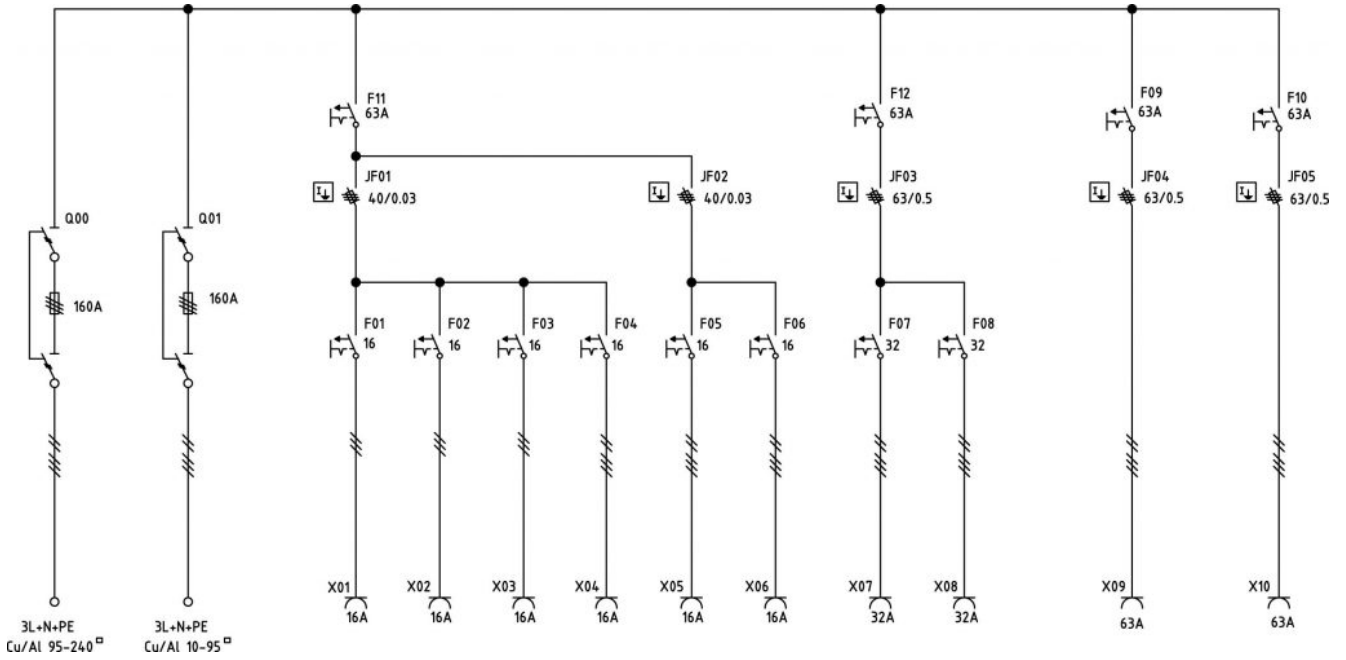 F11
63A
F12
63A
F09
63A
F10
63A
JF01
40/0.03
JF02
40/0.03
JF03
63/0.5
JF04
63/0.5
JF05
63/0.5
I
I
I
I
I
Q00
160A
Q01
160A
F01
16
F02
16
F03
16
F04
16
F05
16
F06
16
F07
32
F08
32
X01
16A
X02
16A
X03
16A
X04
16A
X05
16A
X06
16A
X07
32A
X08
32A
X09
63A
X10
63A
3L+N+PE
Cu/Al 95-240 □
3L+N+PE
Cu/Al 10-95 □